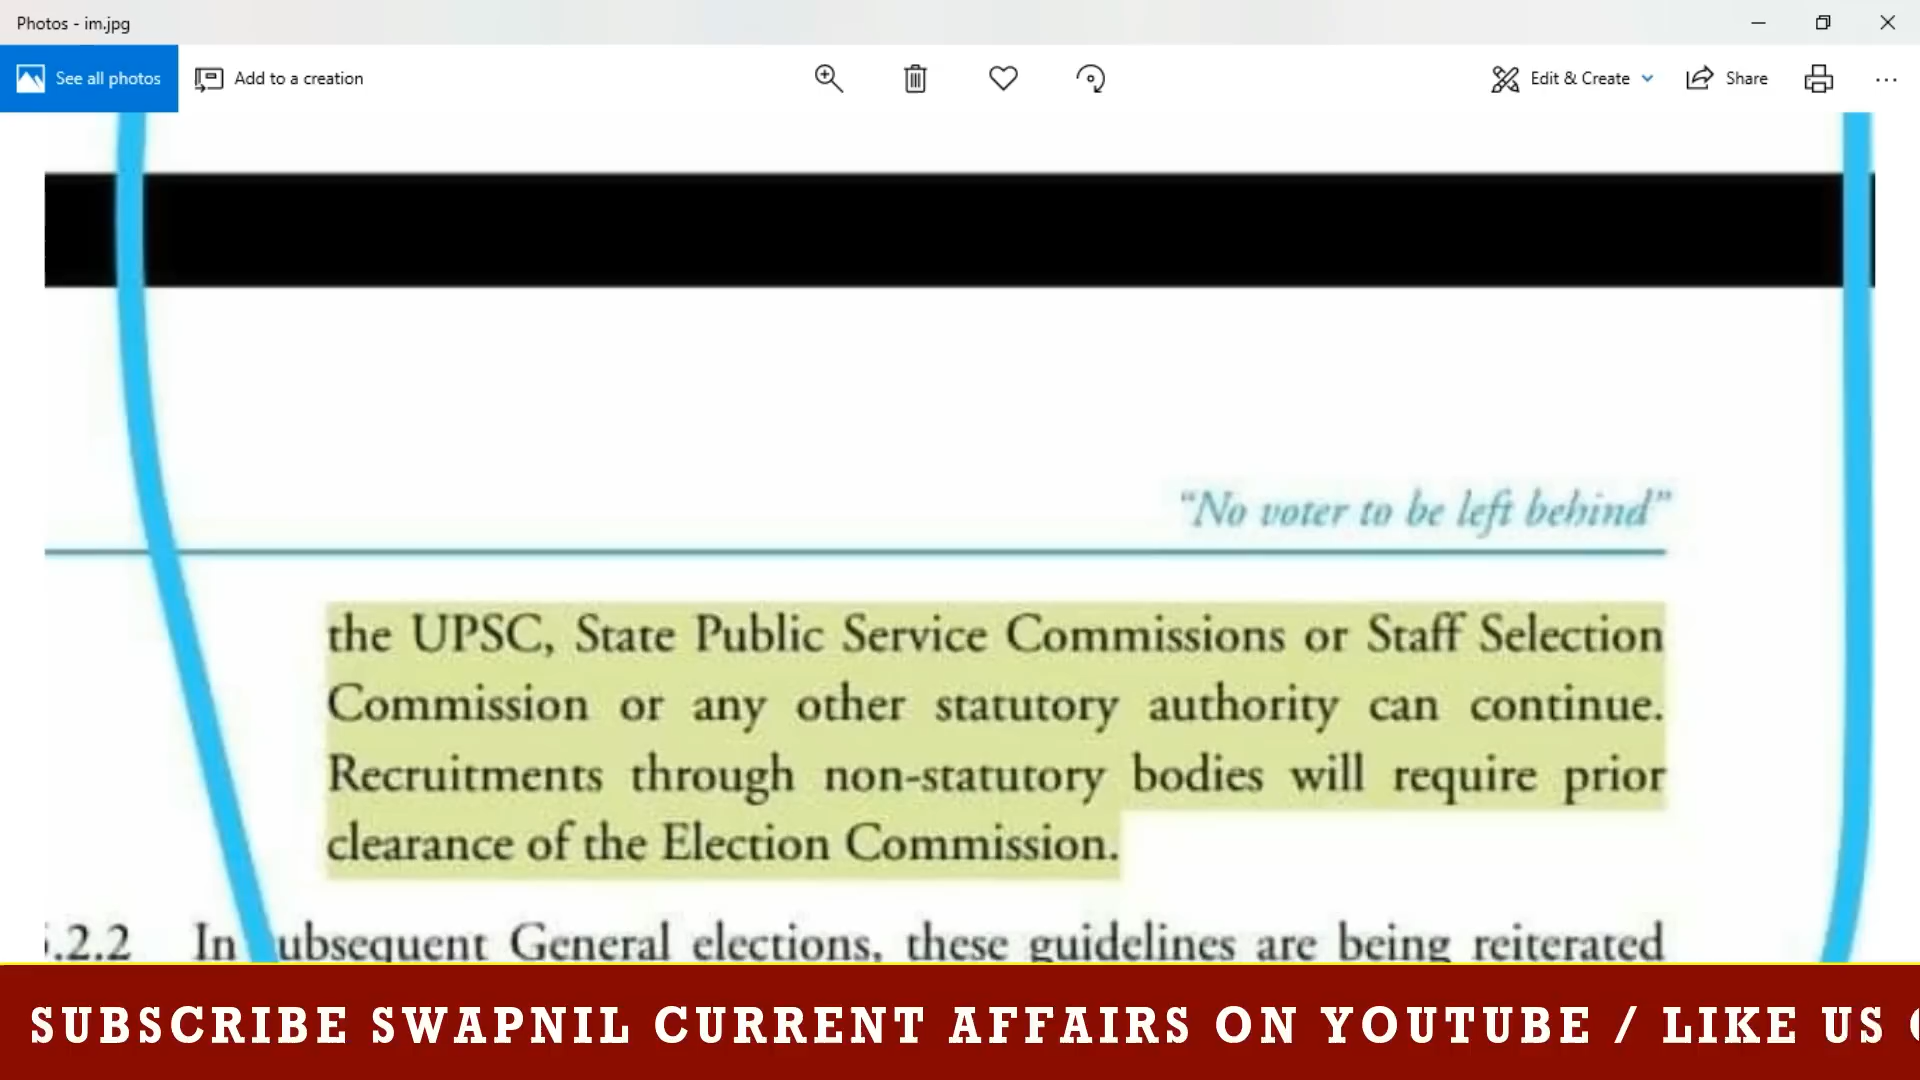 Photos - im.jpg
See all photos
Add to a creation
Edit & Create
Share
“No voter to be left behind”
the UPSC, State Public Service Commissions or Staff Selection
Commission or any other statutory authority can continue.
Recruitments through non-statutory bodies will require prior
clearance of the Election Commission.
.2.2 In ubsequent General elections, these guidelines are being reiterated
SUBSCRIBE SWAPNIL CURRENT AFFAIRS ON YOUTUBE / LIKE US